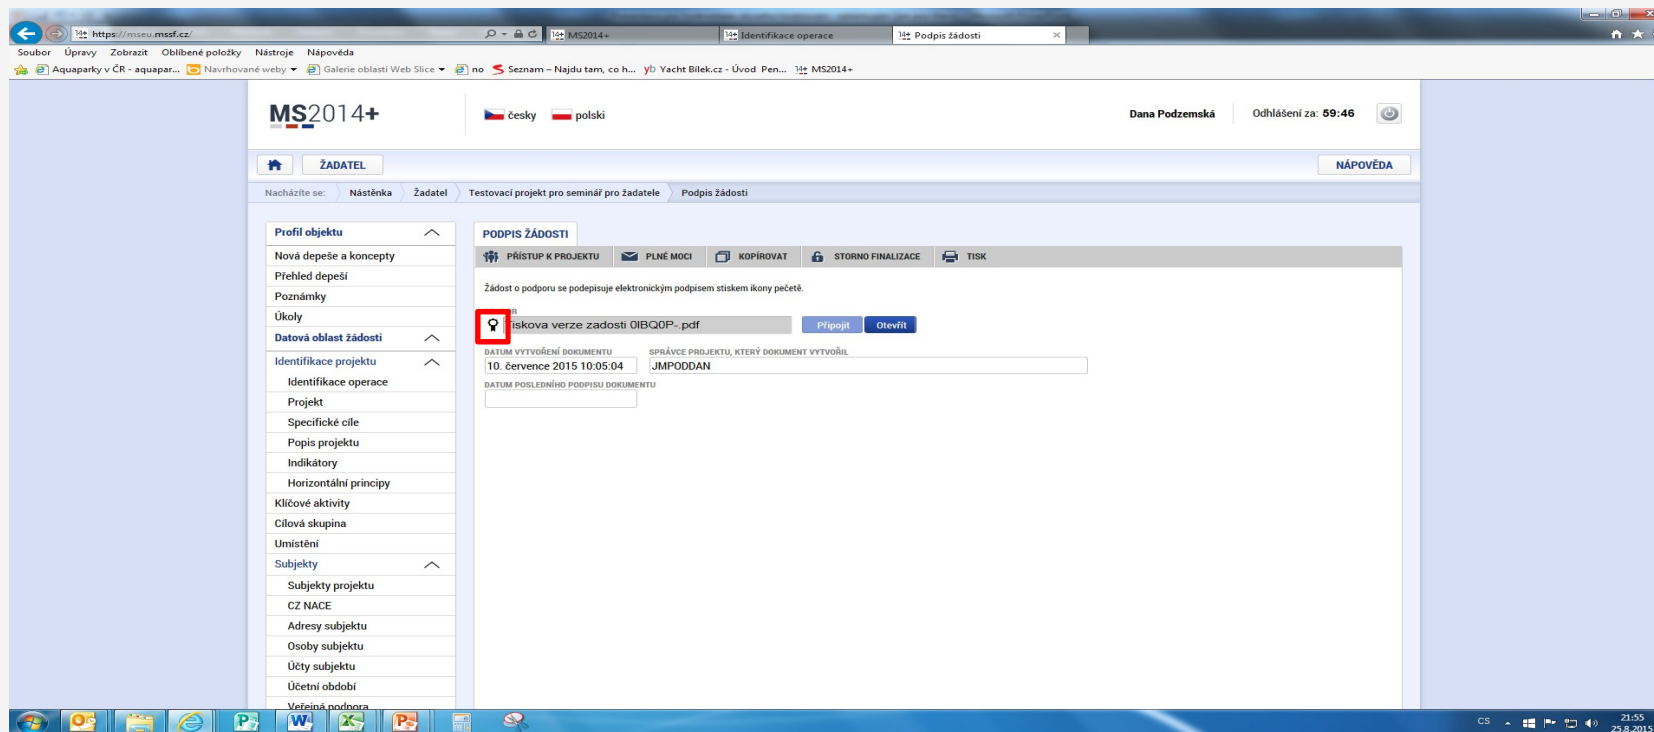 https://mseu.mssf.cz/
MS2014+
Identifikace operace
Podpis žádosti
Soubor Úpravy Zobrazit Oblíbené položky Nástroje Nápověda
Aquaparky v ČR - aquapar... Navrhované weby Galerie oblastí Web Slice no Seznam – Najdu tam, co h... Yacht Bílek.cz - Úvod Pen... MS2014+
MS2014+ česky polski Dana Podzemská Odhlášení za: 59:46
ŽADATEL NÁPOVĚDA
Nacházíte se: Nástěnka Žadatel Testovací projekt pro seminář pro žadatele Podpis žádosti
Profil objektu
Nová depeše a koncepty
Přehled depeší
Poznámky
Úkoly
Datová oblast žádosti
Identifikace projektu
Identifikace operace
Projekt
Specifické cíle
Popis projektu
Indikátory
Horizontální principy
Klíčové aktivity
Cílová skupina
Umístění
Subjekty
Subjekty projektu
CZ NACE
Adresy subjektu
Osoby subjektu
Účty subjektu
Účetní období
Veřejná podpora
PODPIS ŽÁDOSTI
PŘÍSTUP K PROJEKTU PLNÉ MOCI KOPÍROVAT STORNO FINALIZACE TISK
Žádost o podporu se podepisuje elektronickým podpisem stiskem ikony pečetě.
iskova verze zadosti 0IBQ0P-.pdf Připojit Otevřít
DATUM VYTVOŘENÍ DOKUMENTU SPRÁVCE PROJEKTU, KTERÝ DOKUMENT VYTVOŘIL
10. července 2015 10:05:04 JMPODDAN
DATUM POSLEDNÍHO PODPISU DOKUMENTU
CS 21:55
25.8.2015